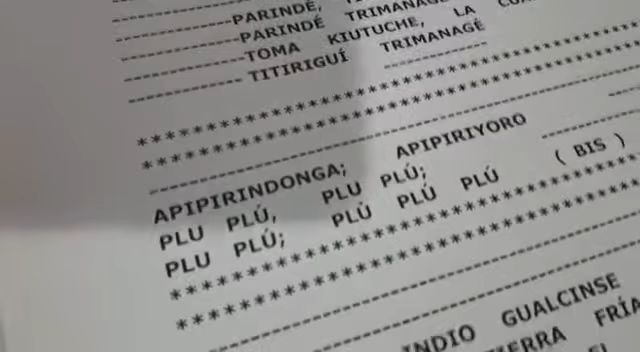 ---------------PARINDÉ,
---------------PARINDÉ TRIMANAGÉ
---------------TOMA KIUTUCHE, LA
--------------- TITIRIGUÍ TRIMANAGÉ ---------------
****************************************
****************************************
----------------------------------------
APIPIRINDONGA; APIPIRIYORO ---------------
PLU PLÚ, PLU PLÚ;
PLU PLÚ; PLÚ PLÚ PLÚ ( BIS )
****************************************
****************************************
----------------------------------------
INDIO GUALCINSE
FRÍA